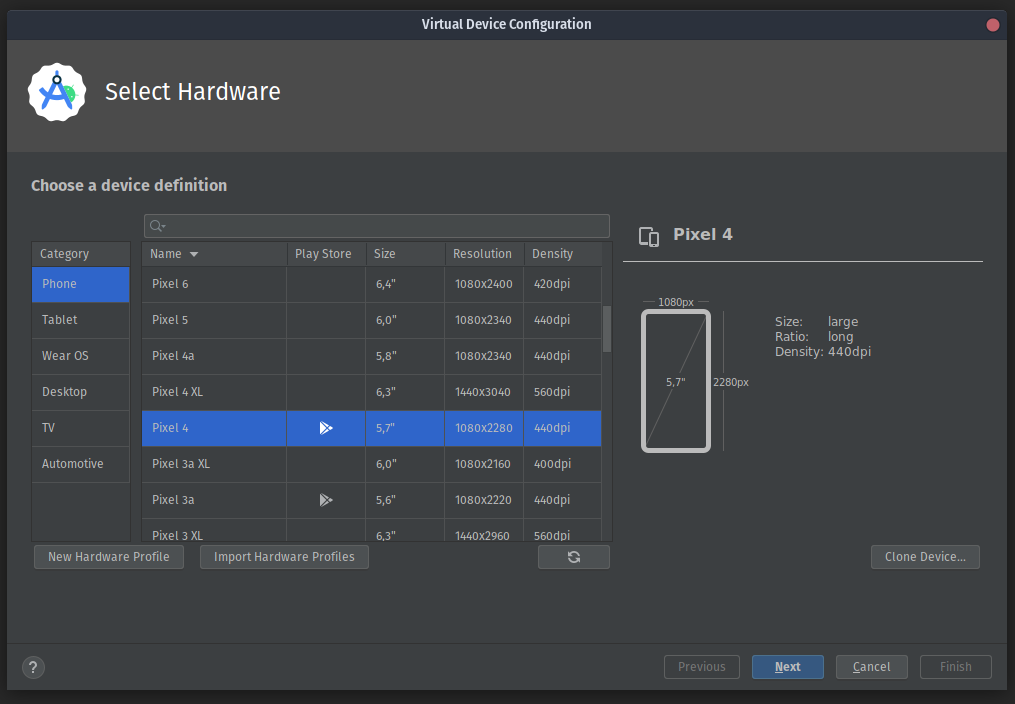 Virtual Device Configuration
Select Hardware
Choose a device definition
Category
Phone
Tablet
Wear OS
Desktop
TV
Automotive
Name Play Store Size Resolution Density
Pixel 6 6,4" 1080x2400 420dpi
Pixel 5 6,0" 1080x2340 440dpi
Pixel 4a 5,8" 1080x2340 440dpi
Pixel 4 XL 6,3" 1440x3040 560dpi
Pixel 4 5,7" 1080x2280 440dpi
Pixel 3a XL 6,0" 1080x2160 400dpi
Pixel 3a 5,6" 1080x2220 440dpi
Pixel 3 XL 6,3" 1440x2960 560dpi
New Hardware Profile Import Hardware Profiles
Pixel 4
1080px
5,7"
2280px
Size: large
Ratio: long
Density: 440dpi
Clone Device...
? Previous Next Cancel Finish